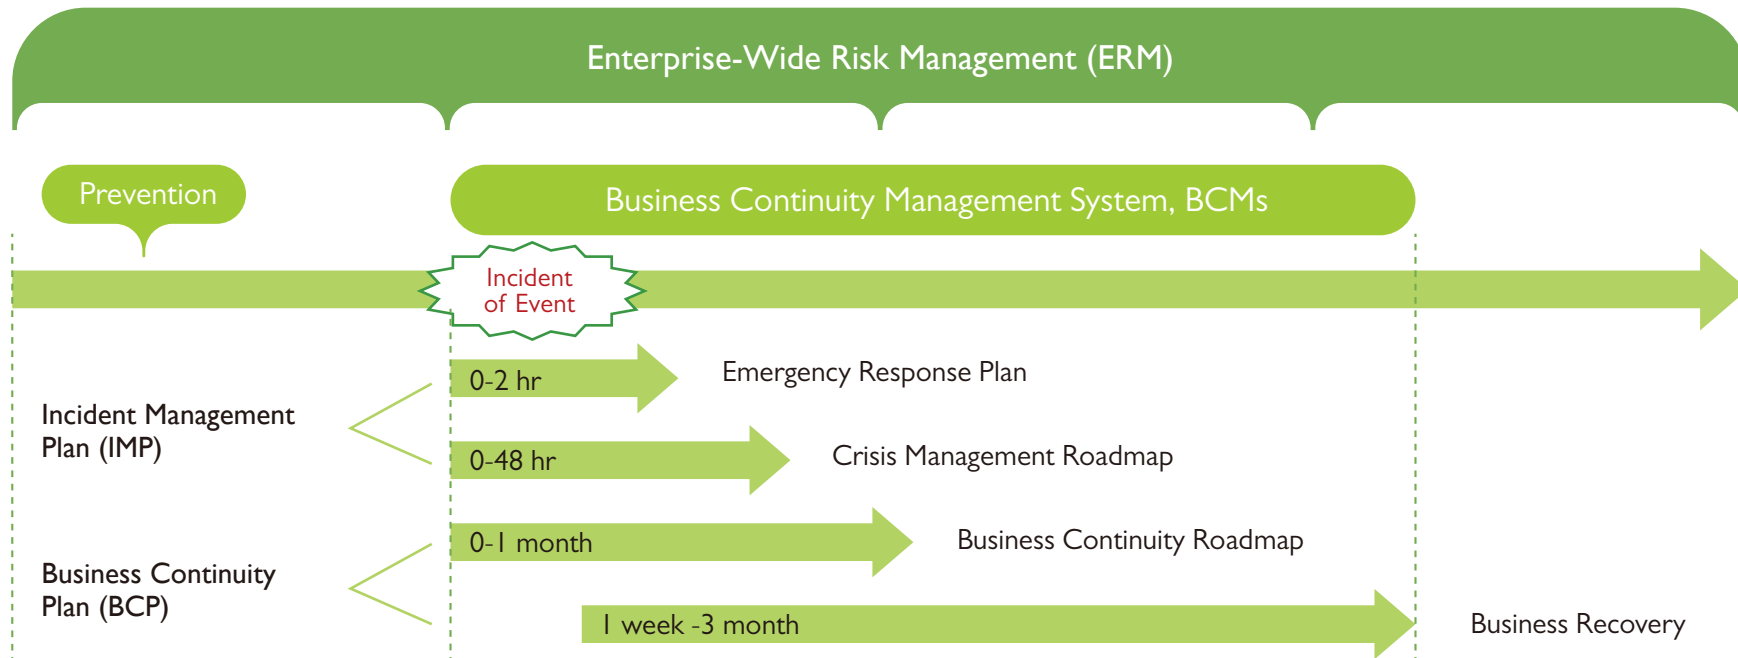 Enterprise-Wide Risk Management (ERM)
Prevention
Business Continuity Management System, BCMs
Incident
of Event
Incident Management
Plan (IMP)
0-2 hr
Emergency Response Plan
0-48 hr
Crisis Management Roadmap
Business Continuity
Plan (BCP)
0-1 month
Business Continuity Roadmap
1 week -3 month
Business Recovery